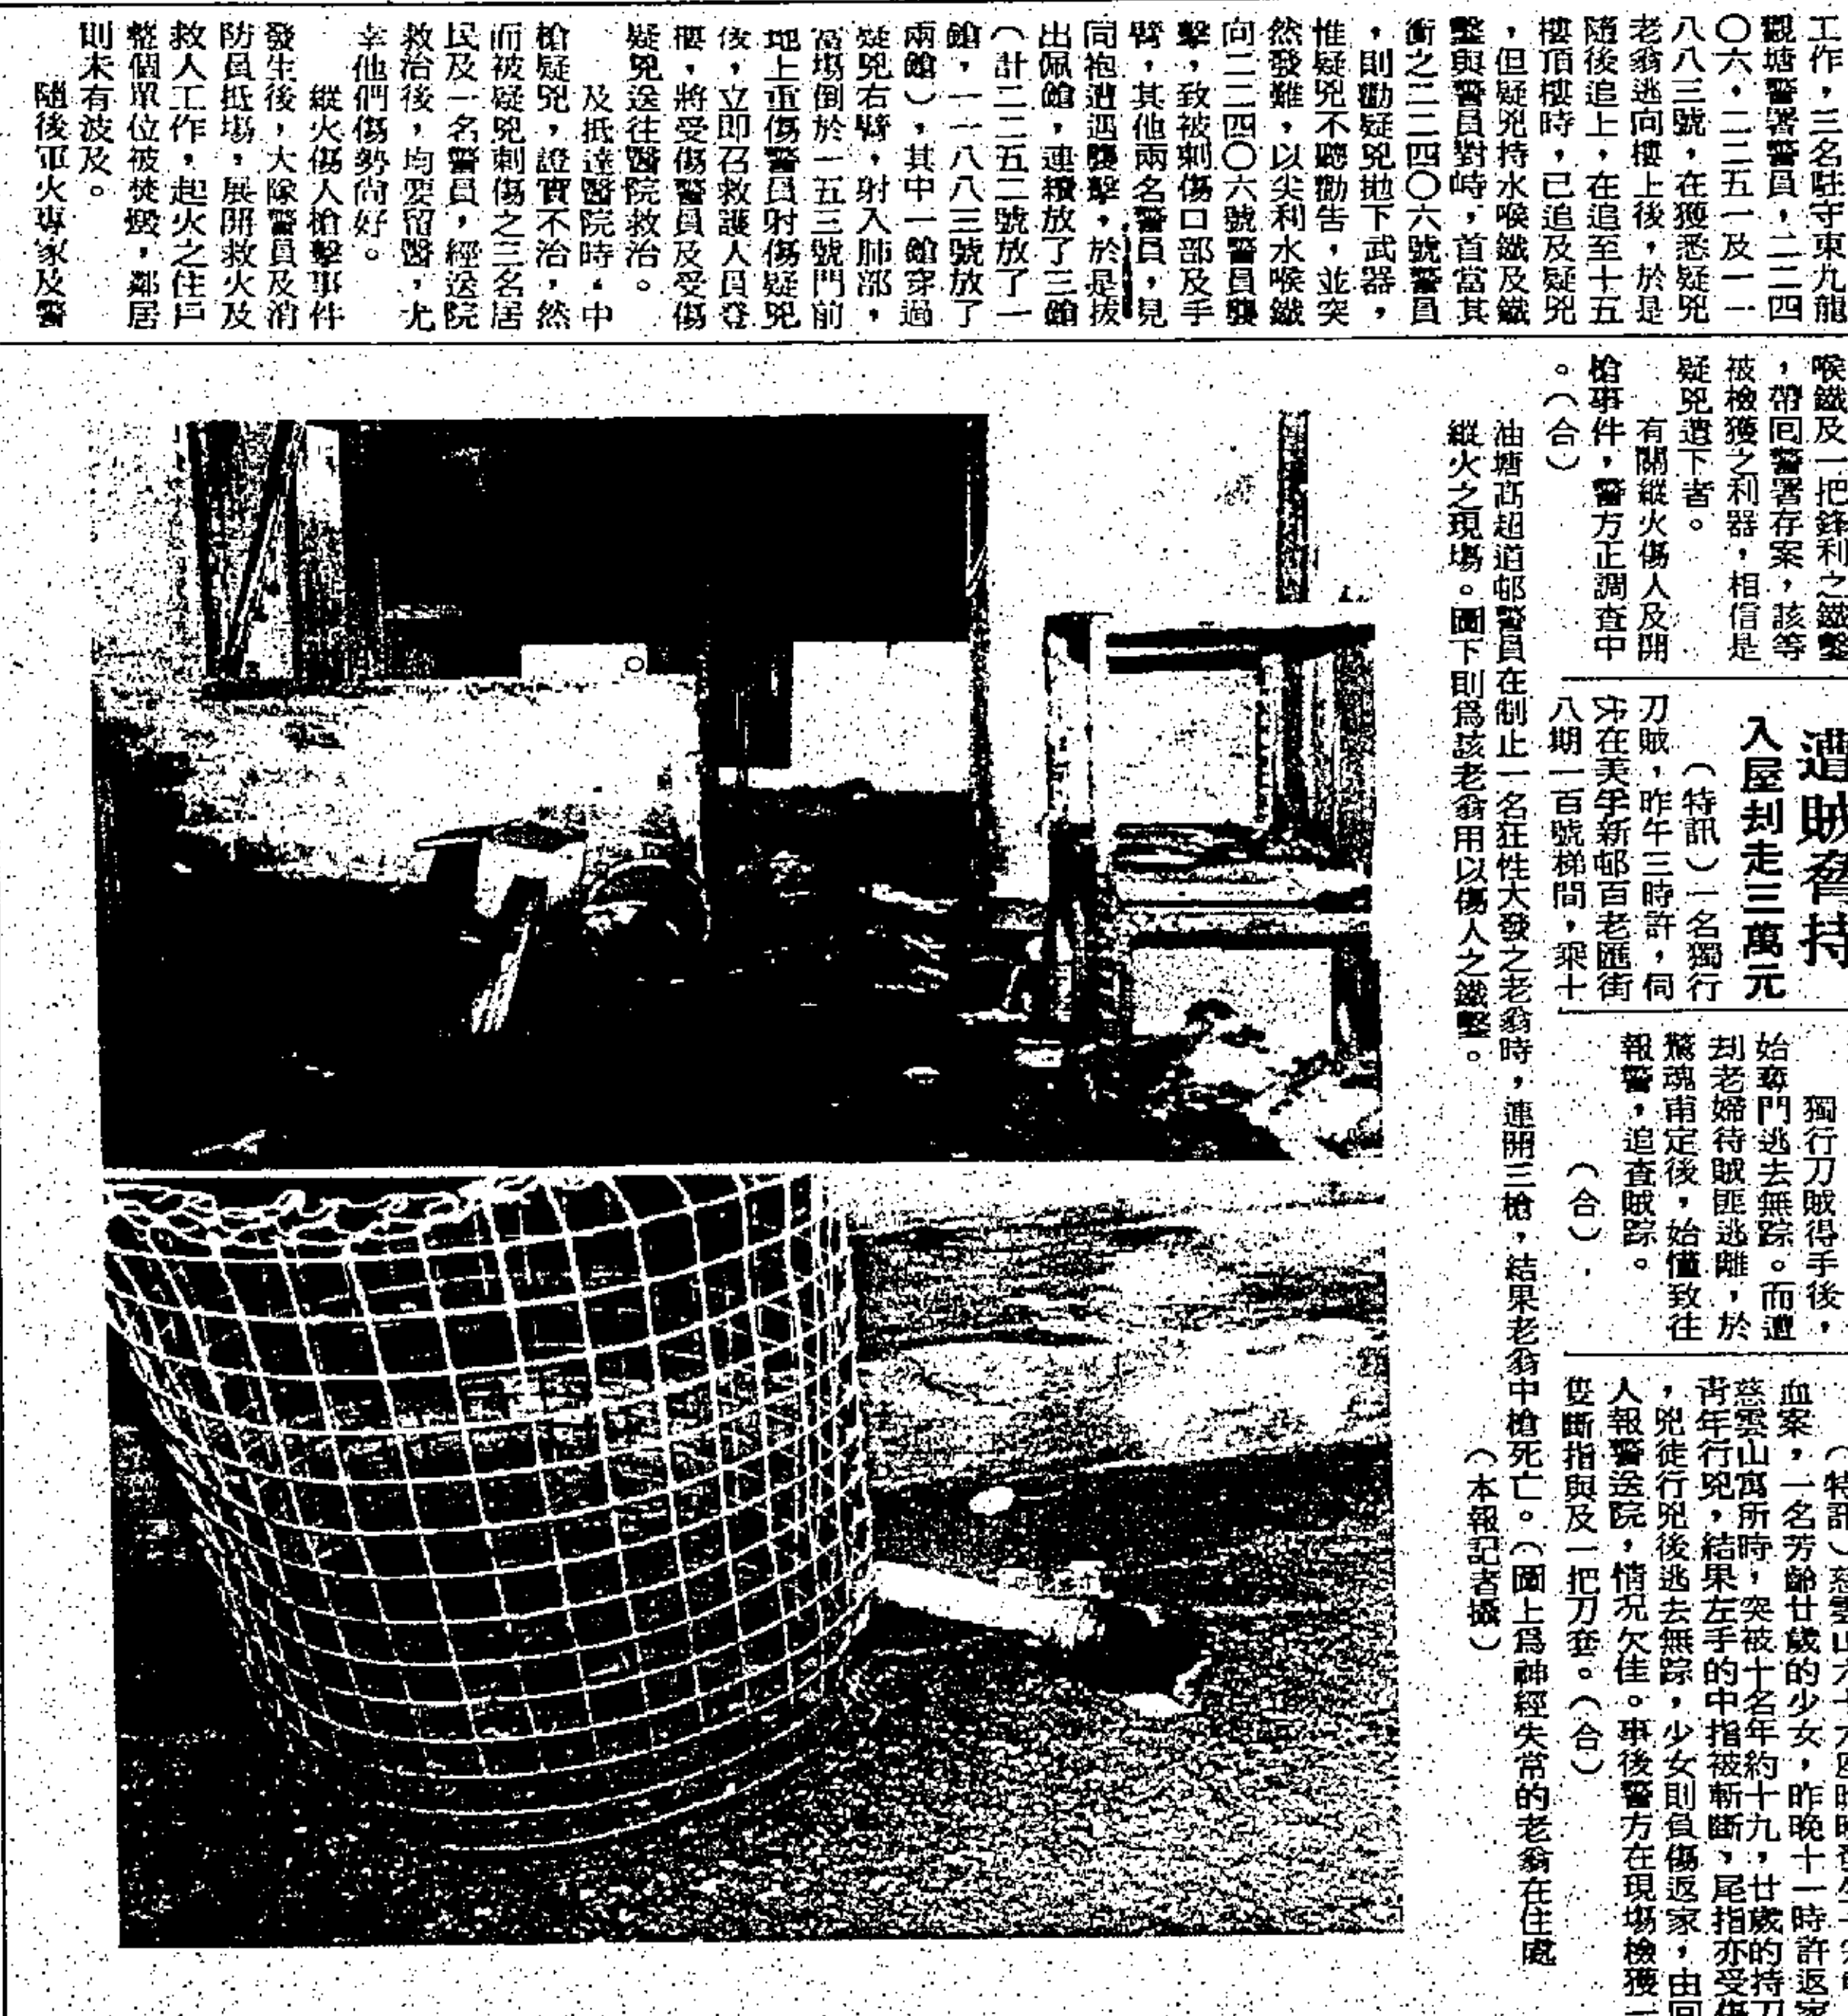 工作，三名駐守東九龍
觀塘警署警員，二二四
〇六，二二五一及一一
八八三號，在獲悉疑兇
老翁逃向樓上後，於是
隨後追上，在追至十五
樓頂樓時，已追及疑兇
，但疑兇持水喉鐵及鐵
鑿與警員對峙，首當其
衝之二二四〇六號警員
，則勸疑兇拋下武器，
惟疑兇不聽勸告，並突
然發難，以尖利水喉鐵
向二二四〇六號警員襲
擊，致被刺傷口部及手
臂，其他兩名警員，見
同袍遭遇襲擊，於是拔
出佩鎗，連續放了三鎗
（計二二五二號放了一
鎗，一一八八三號放了
兩鎗），其中一鎗穿過
疑兇右臂，射入肺部，
當場倒於一五三號門前
地上重傷警員射傷疑兇
後，立即召救護人員登
樓，將受傷警員及受傷
疑兇送往醫院救治。
及抵達醫院時，中
槍疑兇，證實不治，然
而被疑兇刺傷之三名居
民及一名警員，經送院
救治後，均要留醫，尤
幸他們傷勢尚好。
縱火傷人槍擊事件
發生後，大隊警員及消
防員抵場，展開救火及
救人工作，起火之住戶
整個單位被焚燬，鄰居
則未有波及。
隨後軍火專家及警
喉鐵及一把鋒利之鐵鑿
，帶回警署存案，該等
被檢獲之利器，相信是
疑兇遺下者。
有關縱火傷人及開
槍事件，警方正調查中
。（合）
遭賊脅持
入屋刦走三萬元
（特訊）一名獨行
刀賊，昨午三時許，伺
在美孚新邨百老匯街
八期一百號梯間，乘十
獨行刀賊得手後，
始奪門逃去無踪。而遭
刦老婦待賊匪逃離，於
驚魂甫定後，始懂致往
報警，追查賊踪。
（合）
（特訊）慈雲山六十六座
血案，一名芳齡廿歲的少女，昨晚十一時許返家
慈雲山寓所時，突被十名年約十九，廿歲的持刀
青年行兇，結果左手的中指被斬斷，尾指亦受傷
，兇徒行兇後逃去無踪，少女則負傷返家，由
人報警送院，情況欠佳。事後警方在現場檢獲一
隻斷指與及一把刀套。（合）
油塘高超道邨警員在制止一名狂性大發之老翁時，連開三槍，結果老翁中槍死亡。（圖上爲神經失常的老翁在住處
縱火之現場。圖下則爲該老翁用以傷人之鐵鑿。（本報記者攝）